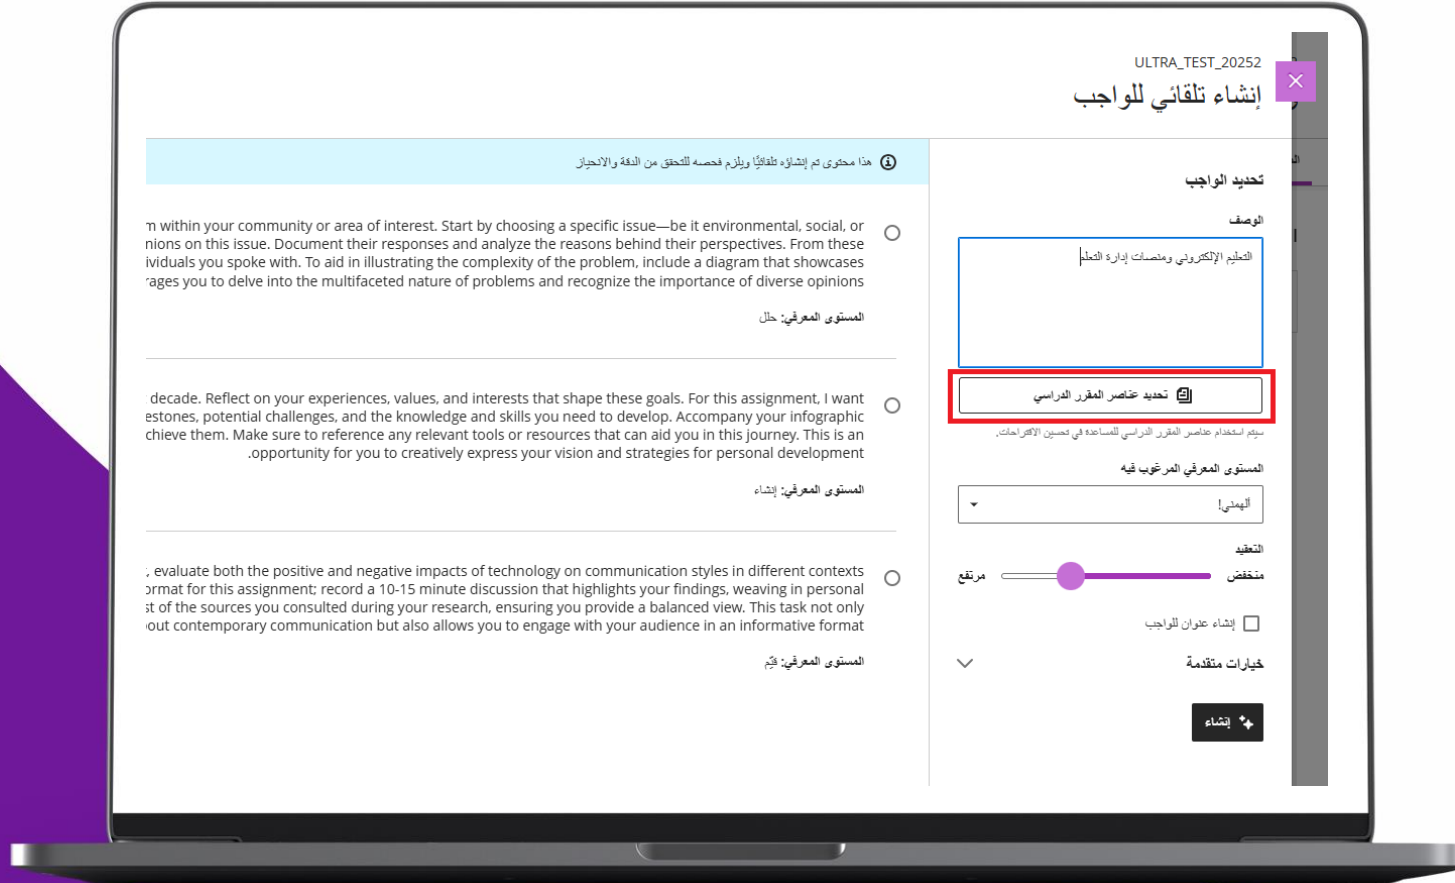 ULTRA_TEST_20252
إنشاء تلقائي للواجب
تحديد الواجب
الوصف
التعليم الإلكتروني ومنصات إدارة التعلم
تحديد عناصر المقرر الدراسي
سيتم استخدام عناصر المقرر الدراسي للمساعدة في تحسين الاقتراحات.
المستوى المعرفي المرغوب فيه
ألهمني!
التعقيد
منخفض
مرتفع
إنشاء عنوان للواجب
خيارات متقدمة
إنشاء
هذا محتوى تم إنشاؤه تلقائيًا ويلزم فحصه للتحقق من الدقة والانحياز
within your community or area of interest. Start by choosing a specific issue—be it environmental, social, or
on this issue. Document their responses and analyze the reasons behind their perspectives. From these
you spoke with. To aid in illustrating the complexity of the problem, include a diagram that showcases
you to delve into the multifaceted nature of problems and recognize the importance of diverse opinions
المستوى المعرفي: حلل
decade. Reflect on your experiences, values, and interests that shape these goals. For this assignment, I want
potential challenges, and the knowledge and skills you need to develop. Accompany your infographic
them. Make sure to reference any relevant tools or resources that can aid you in this journey. This is an
.opportunity for you to creatively express your vision and strategies for personal development
المستوى المعرفي: إنشاء
, evaluate both the positive and negative impacts of technology on communication styles in different contexts
for this assignment; record a 10-15 minute discussion that highlights your findings, weaving in personal
of the sources you consulted during your research, ensuring you provide a balanced view. This task not only
contemporary communication but also allows you to engage with your audience in an informative format
المستوى المعرفي: قيّم